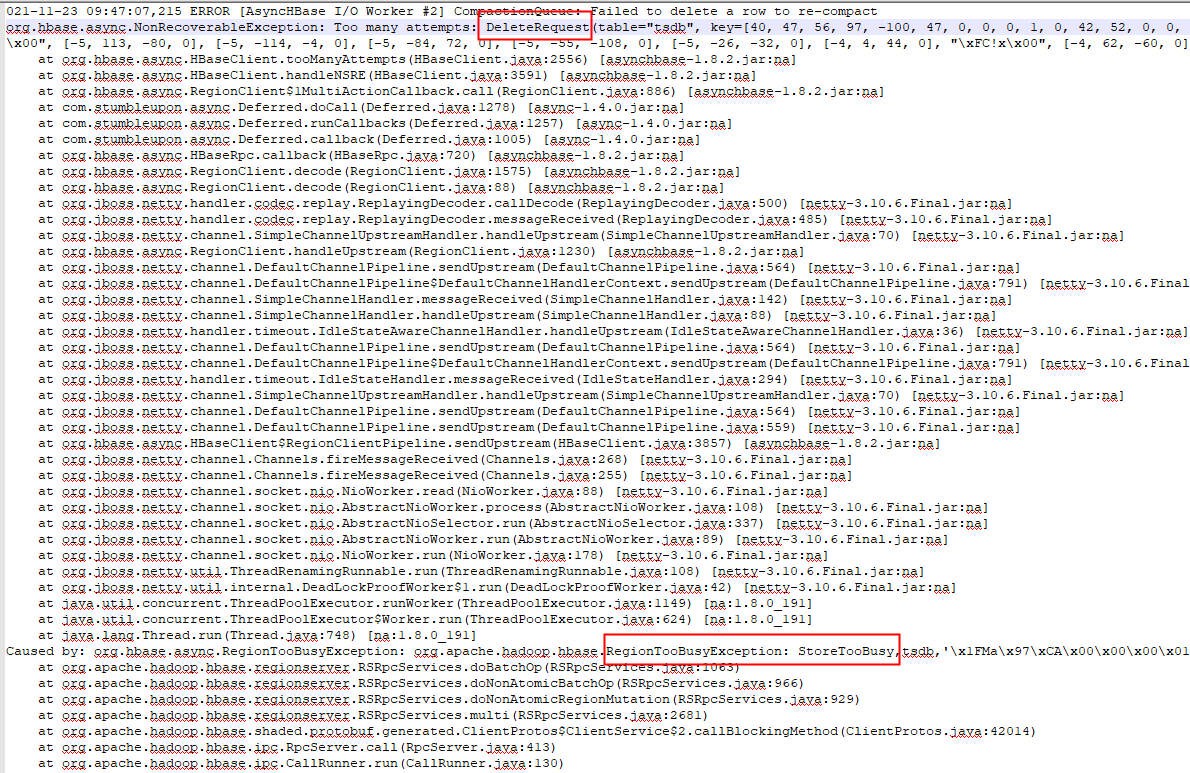 021-11-23 09:47:07,215 ERROR [AsyncHBase I/O Worker #2] CompactionQueue: Failed to delete a row to re-compact
org.hbase.async.NonRecoverableException: Too many attempts: DeleteRequest(table="tsdb", key=[40, 47, 56, 97, -100, 47, 0, 0, 0, 1, 0, 42, 52, 0, 0,
\x00", [-5, 113, -80, 0], [-5, -114, -4, 0], [-5, -84, 72, 0], [-5, -55, -108, 0], [-5, -26, -32, 0], [-4, 4, 44, 0], "\xFC!x\x00", [-4, 62, -60, 0]
at org.hbase.async.HBaseClient.tooManyAttempts(HBaseClient.java:2556) [asynchbase-1.8.2.jar:na]
at org.hbase.async.HBaseClient.handleNSRE(HBaseClient.java:3591) [asynchbase-1.8.2.jar:na]
at org.hbase.async.RegionClient$1MultiActionCallback.call(RegionClient.java:886) [asynchbase-1.8.2.jar:na]
at com.stumbleupon.async.Deferred.doCall(Deferred.java:1278) [async-1.4.0.jar:na]
at com.stumbleupon.async.Deferred.runCallbacks(Deferred.java:1257) [async-1.4.0.jar:na]
at com.stumbleupon.async.Deferred.callback(Deferred.java:1005) [async-1.4.0.jar:na]
at org.hbase.async.HBaseRpc.callback(HBaseRpc.java:720) [asynchbase-1.8.2.jar:na]
at org.hbase.async.RegionClient.decode(RegionClient.java:1575) [asynchbase-1.8.2.jar:na]
at org.hbase.async.RegionClient.decode(RegionClient.java:88) [asynchbase-1.8.2.jar:na]
at org.jboss.netty.handler.codec.replay.ReplayingDecoder.callDecode(ReplayingDecoder.java:500) [netty-3.10.6.Final.jar:na]
at org.jboss.netty.handler.codec.replay.ReplayingDecoder.messageReceived(ReplayingDecoder.java:485) [netty-3.10.6.Final.jar:na]
at org.jboss.netty.channel.SimpleChannelUpstreamHandler.handleUpstream(SimpleChannelUpstreamHandler.java:70) [netty-3.10.6.Final.jar:na]
at org.hbase.async.RegionClient.handleUpstream(RegionClient.java:1230) [asynchbase-1.8.2.jar:na]
at org.jboss.netty.channel.DefaultChannelPipeline.sendUpstream(DefaultChannelPipeline.java:564) [netty-3.10.6.Final.jar:na]
at org.jboss.netty.channel.DefaultChannelPipeline$DefaultChannelHandlerContext.sendUpstream(DefaultChannelPipeline.java:791) [netty-3.10.6.Final
at org.jboss.netty.channel.SimpleChannelHandler.messageReceived(SimpleChannelHandler.java:142) [netty-3.10.6.Final.jar:na]
at org.jboss.netty.channel.SimpleChannelHandler.handleUpstream(SimpleChannelHandler.java:88) [netty-3.10.6.Final.jar:na]
at org.jboss.netty.handler.timeout.IdleStateAwareChannelHandler.handleUpstream(IdleStateAwareChannelHandler.java:36) [netty-3.10.6.Final.jar:na]
at org.jboss.netty.channel.DefaultChannelPipeline.sendUpstream(DefaultChannelPipeline.java:564) [netty-3.10.6.Final.jar:na]
at org.jboss.netty.channel.DefaultChannelPipeline$DefaultChannelHandlerContext.sendUpstream(DefaultChannelPipeline.java:791) [netty-3.10.6.Final
at org.jboss.netty.handler.timeout.IdleStateHandler.messageReceived(IdleStateHandler.java:294) [netty-3.10.6.Final.jar:na]
at org.jboss.netty.channel.SimpleChannelUpstreamHandler.handleUpstream(SimpleChannelUpstreamHandler.java:70) [netty-3.10.6.Final.jar:na]
at org.jboss.netty.channel.DefaultChannelPipeline.sendUpstream(DefaultChannelPipeline.java:564) [netty-3.10.6.Final.jar:na]
at org.jboss.netty.channel.DefaultChannelPipeline.sendUpstream(DefaultChannelPipeline.java:559) [netty-3.10.6.Final.jar:na]
at org.hbase.async.HBaseClient$RegionClientPipeline.sendUpstream(HBaseClient.java:3857) [asynchbase-1.8.2.jar:na]
at org.jboss.netty.channel.Channels.fireMessageReceived(Channels.java:268) [netty-3.10.6.Final.jar:na]
at org.jboss.netty.channel.Channels.fireMessageReceived(Channels.java:255) [netty-3.10.6.Final.jar:na]
at org.jboss.netty.channel.socket.nio.NioWorker.read(NioWorker.java:88) [netty-3.10.6.Final.jar:na]
at org.jboss.netty.channel.socket.nio.AbstractNioWorker.process(AbstractNioWorker.java:108) [netty-3.10.6.Final.jar:na]
at org.jboss.netty.channel.socket.nio.AbstractNioSelector.run(AbstractNioSelector.java:337) [netty-3.10.6.Final.jar:na]
at org.jboss.netty.channel.socket.nio.AbstractNioWorker.run(AbstractNioWorker.java:89) [netty-3.10.6.Final.jar:na]
at org.jboss.netty.channel.socket.nio.NioWorker.run(NioWorker.java:178) [netty-3.10.6.Final.jar:na]
at org.jboss.netty.util.ThreadRenamingRunnable.run(ThreadRenamingRunnable.java:108) [netty-3.10.6.Final.jar:na]
at org.jboss.netty.util.internal.DeadLockProofWorker$1.run(DeadLockProofWorker.java:42) [netty-3.10.6.Final.jar:na]
at java.util.concurrent.ThreadPoolExecutor.runWorker(ThreadPoolExecutor.java:1149) [na:1.8.0_191]
at java.util.concurrent.ThreadPoolExecutor$Worker.run(ThreadPoolExecutor.java:624) [na:1.8.0_191]
at java.lang.Thread.run(Thread.java:748) [na:1.8.0_191]
Caused by: org.hbase.async.RegionTooBusyException: org.apache.hadoop.hbase.RegionTooBusyException: StoreTooBusy,tsdb,'\x1FMa\x97\xCA\x00\x00\x00\x01
at org.apache.hadoop.hbase.regionserver.RSRpcServices.doBatchOp(RSRpcServices.java:1063)
at org.apache.hadoop.hbase.regionserver.RSRpcServices.doNonAtomicBatchOp(RSRpcServices.java:966)
at org.apache.hadoop.hbase.regionserver.RSRpcServices.doNonAtomicRegionMutation(RSRpcServices.java:929)
at org.apache.hadoop.hbase.regionserver.RSRpcServices.multi(RSRpcServices.java:2681)
at org.apache.hadoop.hbase.shaded.protobuf.generated.ClientProtos$ClientService$2.callBlockingMethod(ClientProtos.java:42014)
at org.apache.hadoop.hbase.ipc.RpcServer.call(RpcServer.java:413)
at org.apache.hadoop.hbase.ipc.CallRunner.run(CallRunner.java:130)